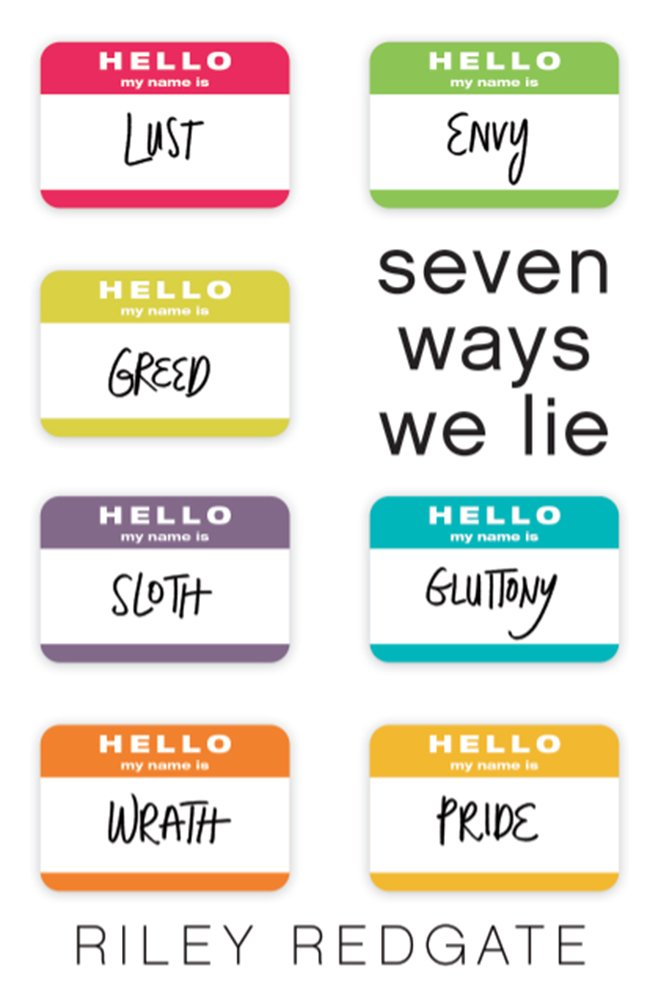 HELLO
my name is
LUST
HELLO
my name is
ENVY
HELLO
my name is
GREED
seven
ways
we lie
HELLO
my name is
SLOTH
HELLO
my name is
GLUTTONY
HELLO
my name is
WRATH
HELLO
my name is
PRIDE
RILEY REDGATE